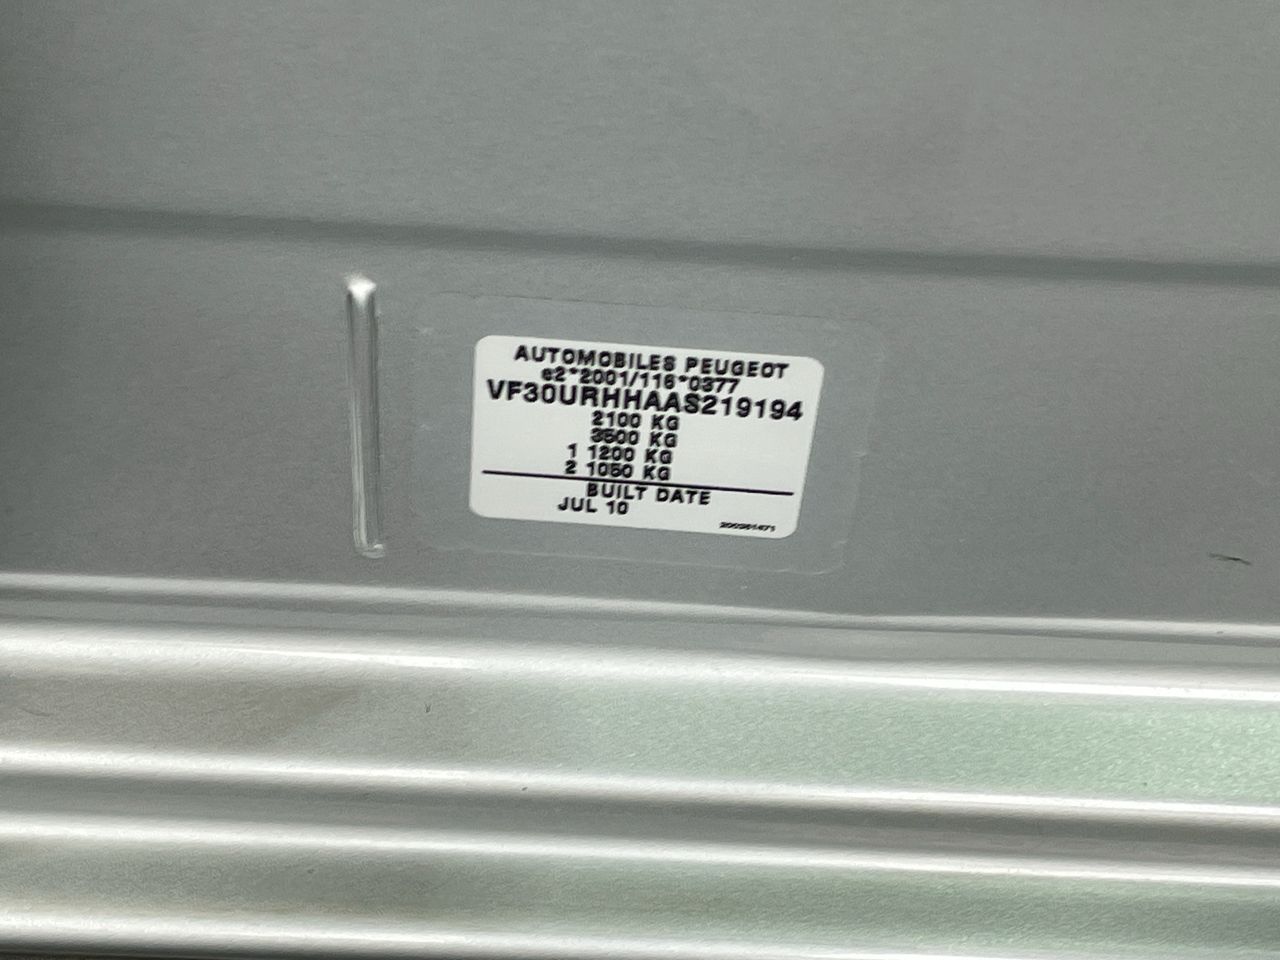 AUTOMOBILES PEUGEOT
e2*2001/116*0377
VF30URHHAAS219194
2100 KG
3600 KG
1 1200 KG
2 1050 KG
BUILT DATE
JUL 10